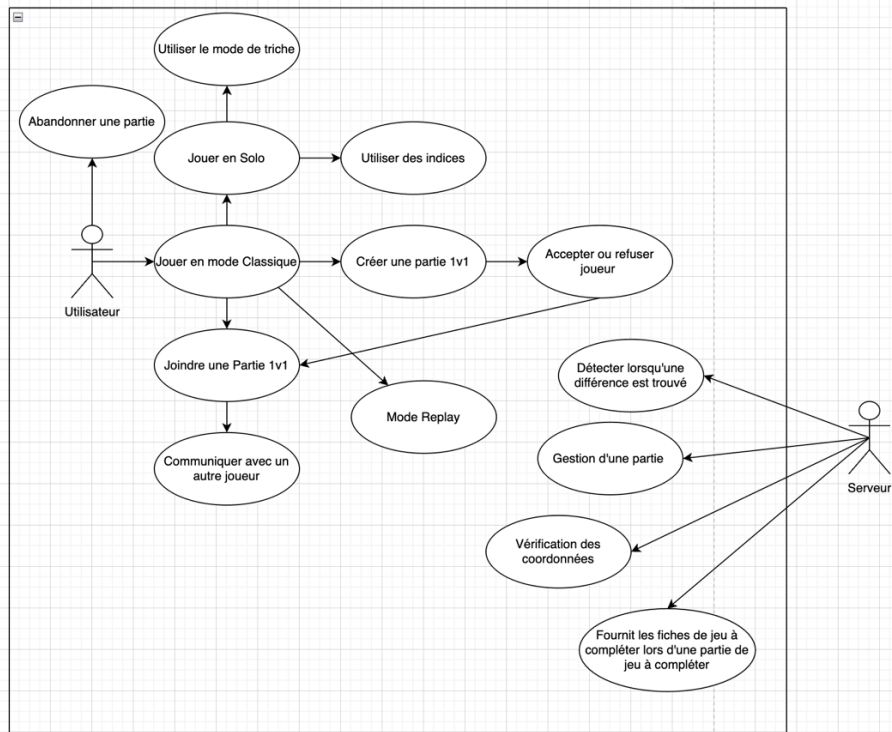 Utiliser le mode de triche
Abandonner une partie
Jouer en Solo
Utiliser des indices
Utilisateur
Jouer en mode Classique
Créer une partie 1v1
Accepter ou refuser
joueur
Joindre une Partie 1v1
Mode Replay
Communiquer avec un
autre joueur
Détecter lorsqu'une
différence est trouvé
Gestion d'une partie
Serveur
Vérification des
coordonnées
Fournit les fiches de jeu à
compléter lors d'une partie de
jeu à compléter